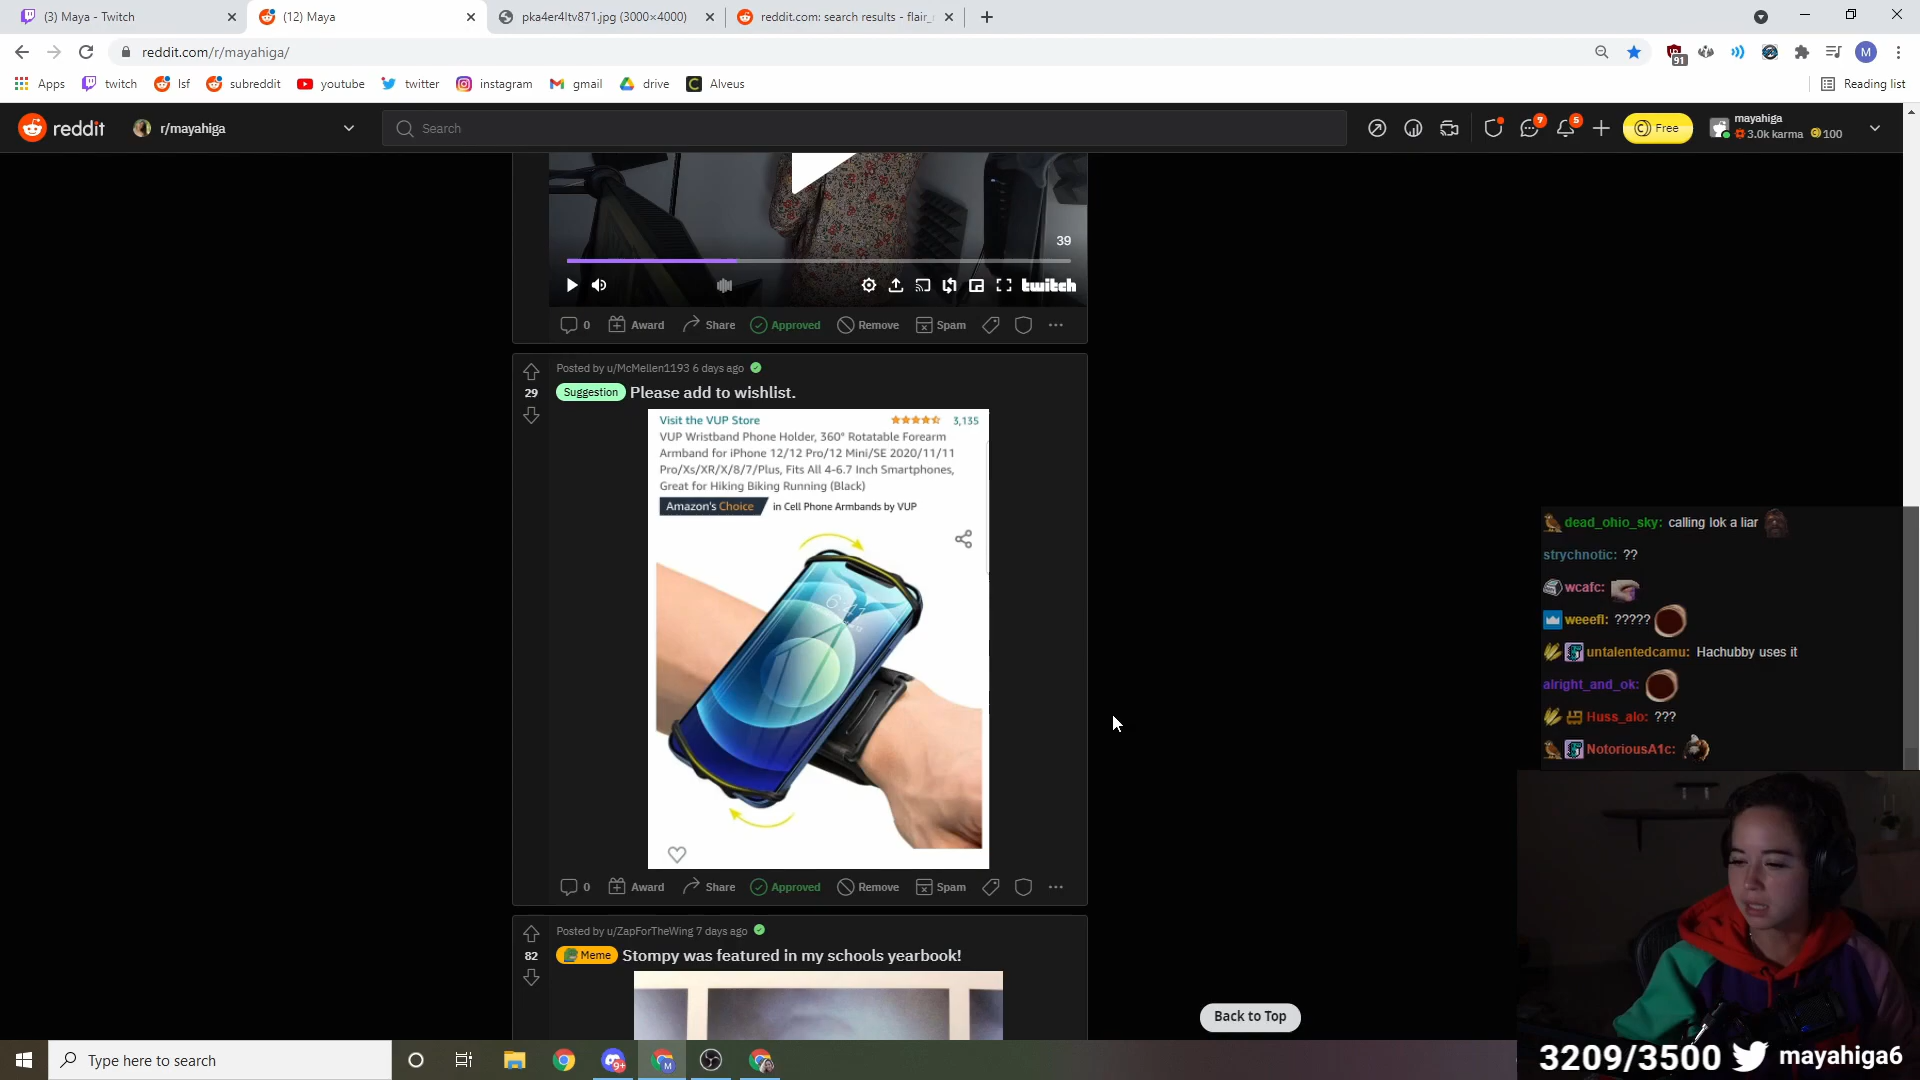 (3) Maya - Twitch
(12) Maya
pka4er4ltv871.jpg (3000×4000)
reddit.com: search results - flair_
reddit.com/r/mayahiga/
91
M
Apps
twitch
lsf
subreddit
youtube
twitter
instagram
gmail
drive
Alveus
Reading list
reddit
r/mayahiga
Search
7
5
Free
mayahiga
3.0k karma 100
39
twitch
0 Award Share Approved Remove Spam
Posted by u/McMellen1193 6 days ago
29
Suggestion Please add to wishlist.
Visit the VUP Store 3,135
VUP Wristband Phone Holder, 360° Rotatable Forearm
Armband for iPhone 12/12 Pro/12 Mini/SE 2020/11/11
Pro/Xs/XR/X/8/7/Plus, Fits All 4-6.7 Inch Smartphones,
Great for Hiking Biking Running (Black)
Amazon's Choice in Cell Phone Armbands by VUP
6:41
0 Award Share Approved Remove Spam
Posted by u/ZapForTheWing 7 days ago
82
Meme Stompy was featured in my schools yearbook!
Back to Top
dead_ohio_sky: calling lok a liar
strychnotic: ??
wcafc:
weeefl: ?????
untalentedcamu: Hachubby uses it
alright_and_ok:
Huss_alo: ???
NotoriousA1c:
Type here to search
9+
M
3209/3500 mayahiga6